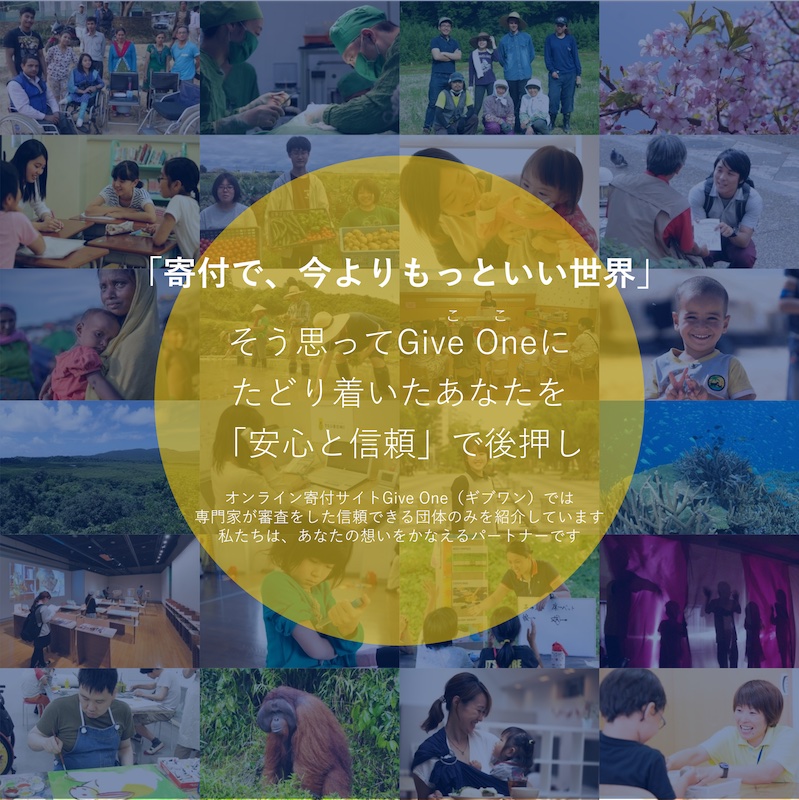 「寄付で、今よりもっといい世界」
ここ
そう思ってGive Oneに
たどり着いたあなたを
「安心と信頼」で後押し
オンライン寄付サイトGive One（ギブワン）では
専門家が審査をした信頼できる団体のみを紹介しています
私たちは、あなたの想いをかなえるパートナーです